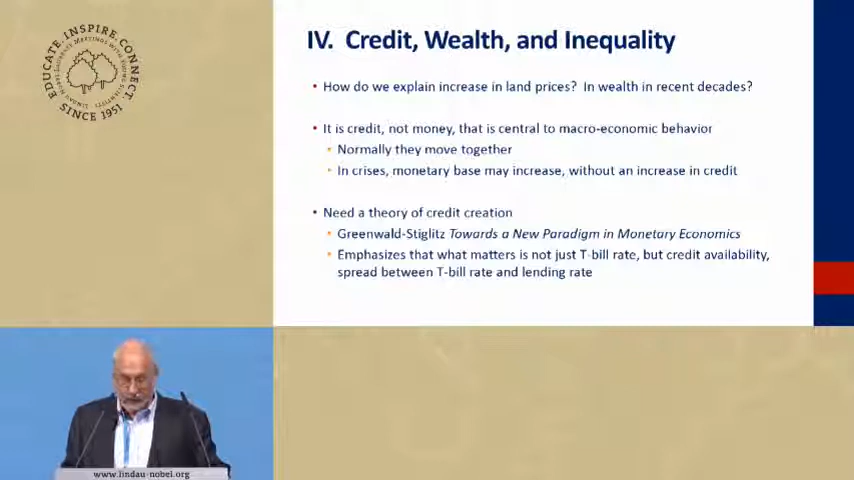 EDUCATE. INSPIRE. CONNECT.
SINCE 1951
IV. Credit, Wealth, and Inequality
• How do we explain increase in land prices? In wealth in recent decades?
• It is credit, not money, that is central to macro-economic behavior
• Normally they move together
• In crises, monetary base may increase, without an increase in credit
• Need a theory of credit creation
• Greenwald-Stiglitz Towards a New Paradigm in Monetary Economics
• Emphasizes that what matters is not just T-bill rate, but credit availability,
spread between T-bill rate and lending rate
www.lindau-nobel.org